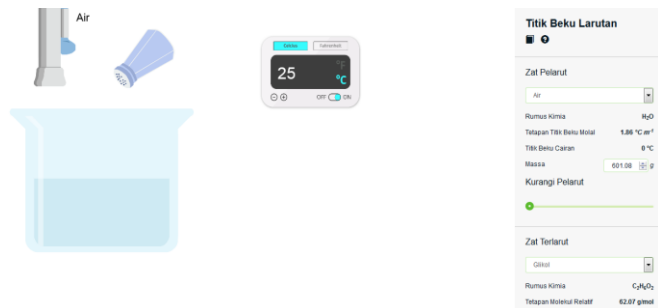 Air
Celsius
Fahrenheit
25
°F
°C
OFF
ON
Titik Beku Larutan
Zat Pelarut
Air
Rumus Kimia H₂O
Tetapan Titik Beku Molal 1.86 °C m⁻¹
Titik Beku Cairan 0 °C
Massa 601.08 g
Kurangi Pelarut
Zat Terlarut
Glikol
Rumus Kimia C₂H₆O₂
Tetapan Molekul Relatif 62.07 g/mol